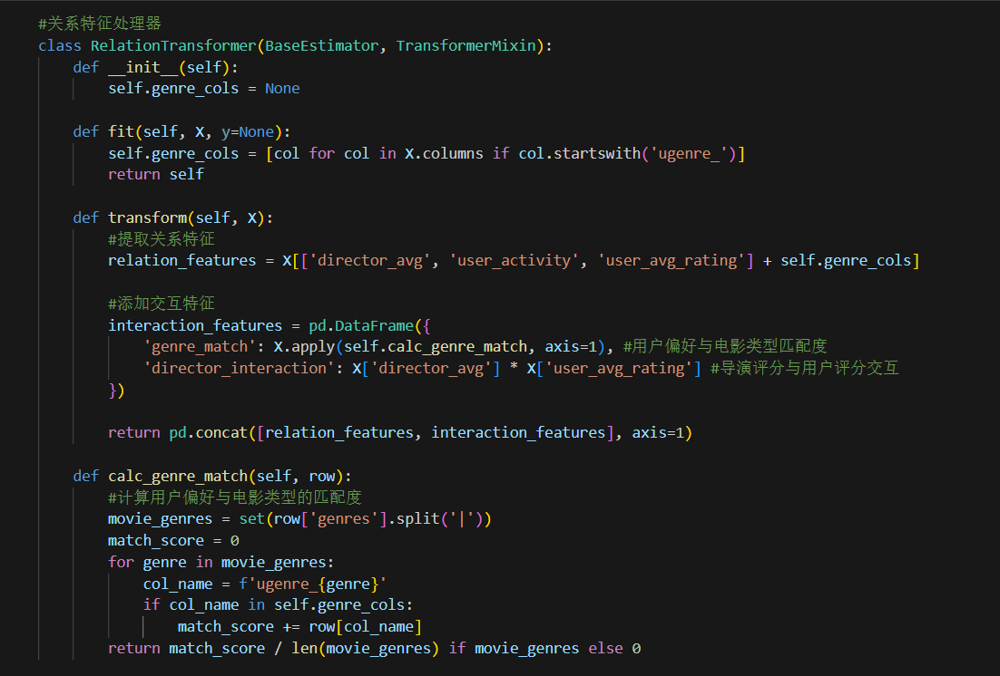 #关系特征处理器
class RelationTransformer(BaseEstimator, TransformerMixin):
    def __init__(self):
        self.genre_cols = None

    def fit(self, X, y=None):
        self.genre_cols = [col for col in X.columns if col.startswith('ugenre_')]
        return self

    def transform(self, X):
        #提取关系特征
        relation_features = X[['director_avg', 'user_activity', 'user_avg_rating'] + self.genre_cols]

        #添加交互特征
        interaction_features = pd.DataFrame({
            'genre_match': X.apply(self.calc_genre_match, axis=1), #用户偏好与电影类型匹配度
            'director_interaction': X['director_avg'] * X['user_avg_rating'] #导演评分与用户评分交互
        })

        return pd.concat([relation_features, interaction_features], axis=1)

    def calc_genre_match(self, row):
        #计算用户偏好与电影类型的匹配度
        movie_genres = set(row['genres'].split('|'))
        match_score = 0
        for genre in movie_genres:
            col_name = f'ugenre_{genre}'
            if col_name in self.genre_cols:
                match_score += row[col_name]
        return match_score / len(movie_genres) if movie_genres else 0